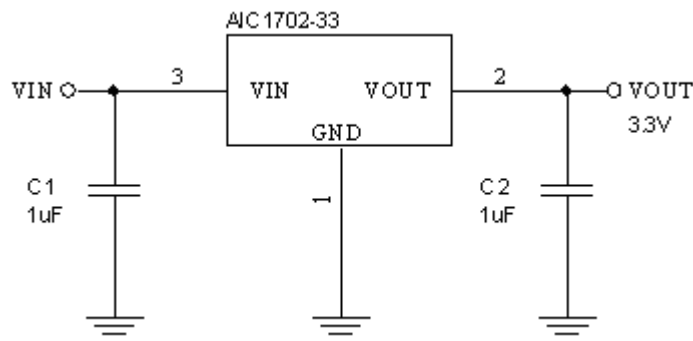 AIC1702-33
VIN
3
VIN
VOUT
2
VOUT
3.3V
GND
1
C1
1uF
C2
1uF